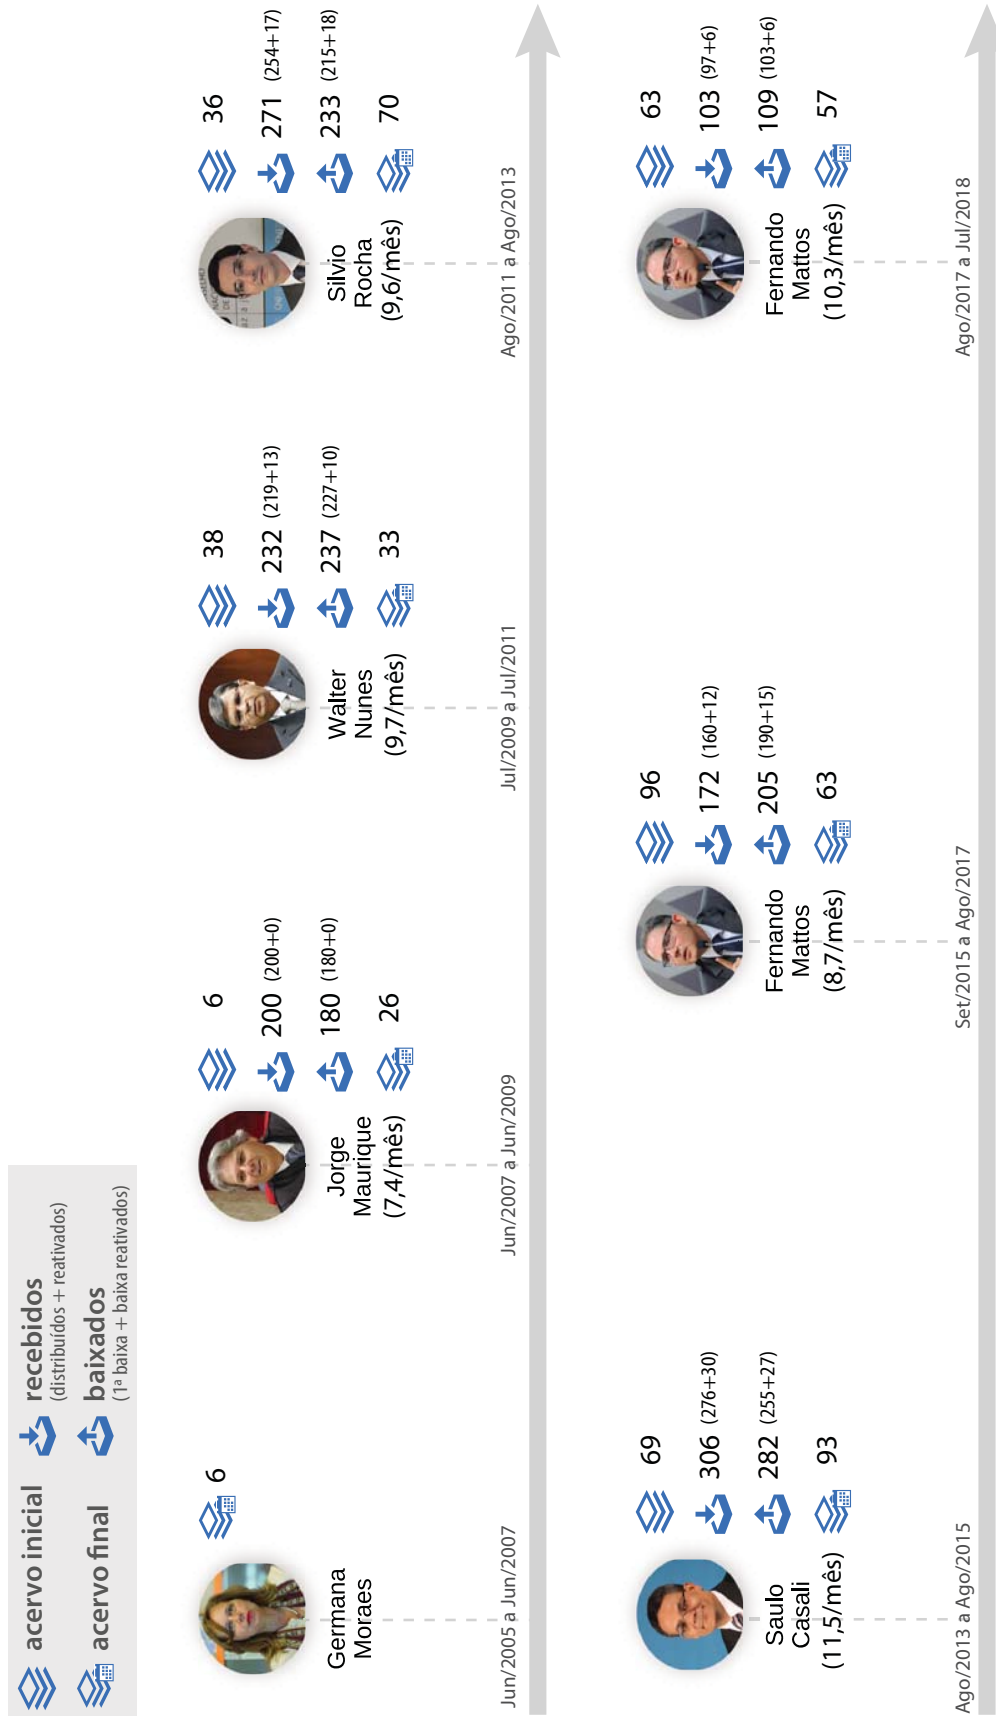 acervo inicial
recebidos
(distribuídos + reativados)
acervo final
baixados
(1ª baixa + baixa reativados)
6
Germana
Moraes
Jun/2005 a Jun/2007
6
200 (200+0)
180 (180+0)
26
Jorge
Maurique
(7,4/mês)
Jun/2007 a Jun/2009
38
232 (219+13)
237 (227+10)
33
Walter
Nunes
(9,7/mês)
Jul/2009 a Jul/2011
36
271 (254+17)
233 (215+18)
70
Silvio
Rocha
(9,6/mês)
Ago/2011 a Ago/2013
69
306 (276+30)
282 (255+27)
93
Saulo
Casali
(11,5/mês)
Ago/2013 a Ago/2015
96
172 (160+12)
205 (190+15)
63
Fernando
Mattos
(8,7/mês)
Set/2015 a Ago/2017
63
103 (97+6)
109 (103+6)
57
Fernando
Mattos
(10,3/mês)
Ago/2017 a Jul/2018